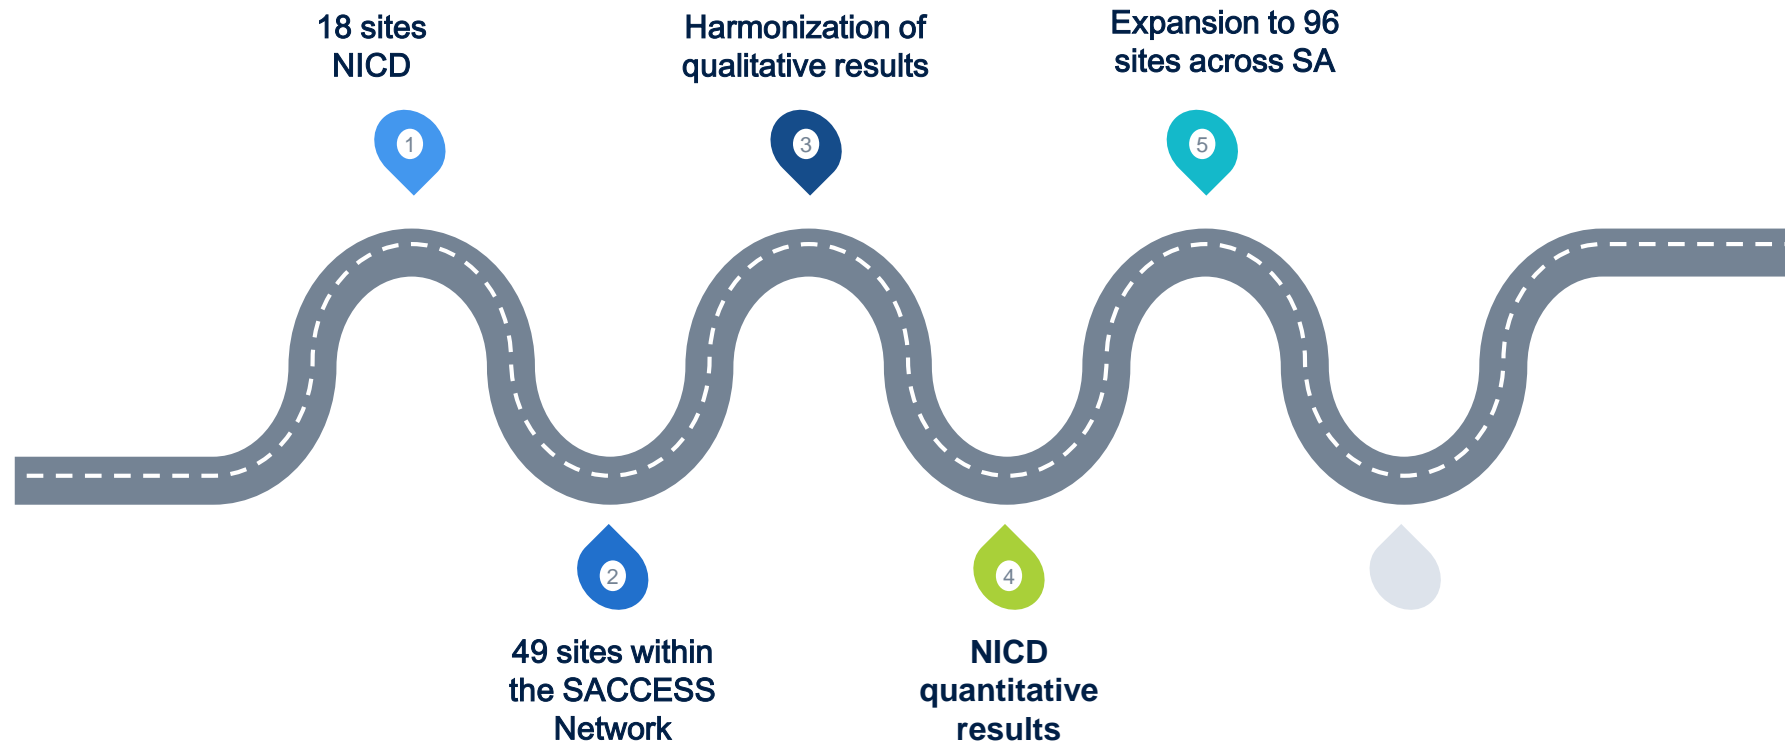 18 sites
NICD
1
49 sites within
the SACCESS
Network
2
Harmonization of
qualitative results
3
NICD
quantitative
results
4
Expansion to 96
sites across SA
5